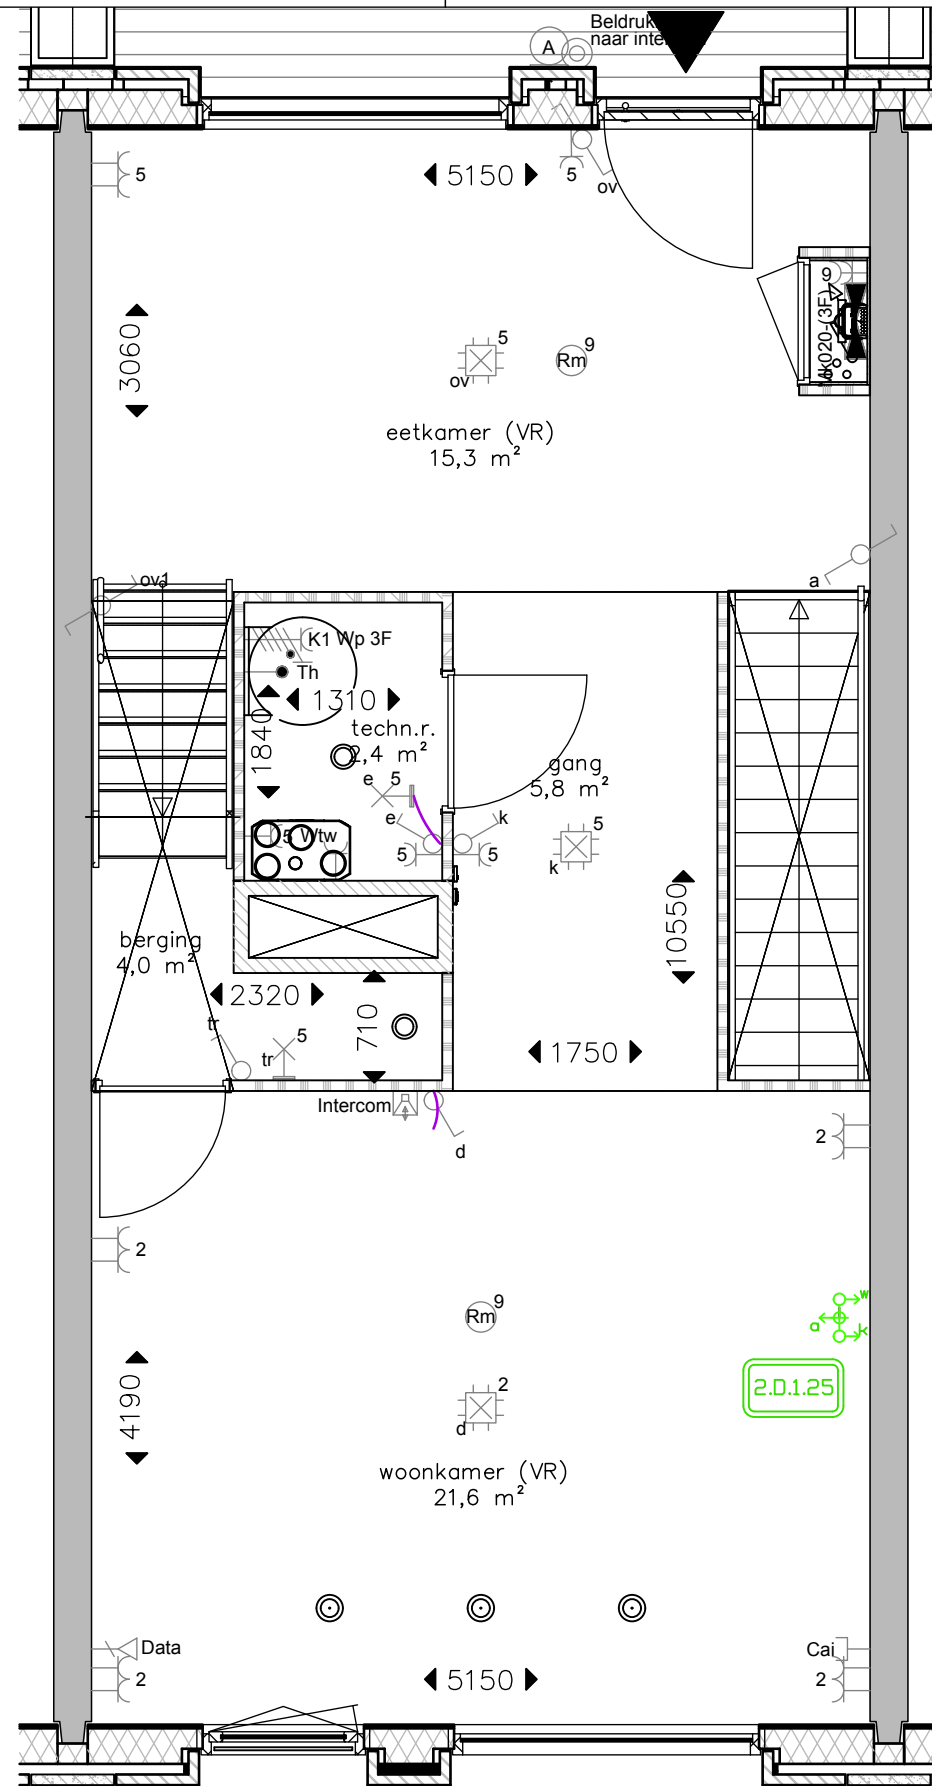 Beldruk
naar inte
A
5
5150
5
ov
9
Mk020-(3F)
3060
5
ov
9
Rm
eetkamer (VR)
15,3 m²
ov1
a
K1 Wp 3F
Th
1310
1840
techn.r.
2,4 m²
gang
5,8 m²
e
5
e
k
5
5
5 Wtw
5
k
10550
berging
4,0 m²
2320
710
1750
tr
tr
5
Intercom
d
2
2
9
Rm
w
a
k
2.D.1.25
4190
2
d
woonkamer (VR)
21,6 m²
Data
2
5150
Cai
2